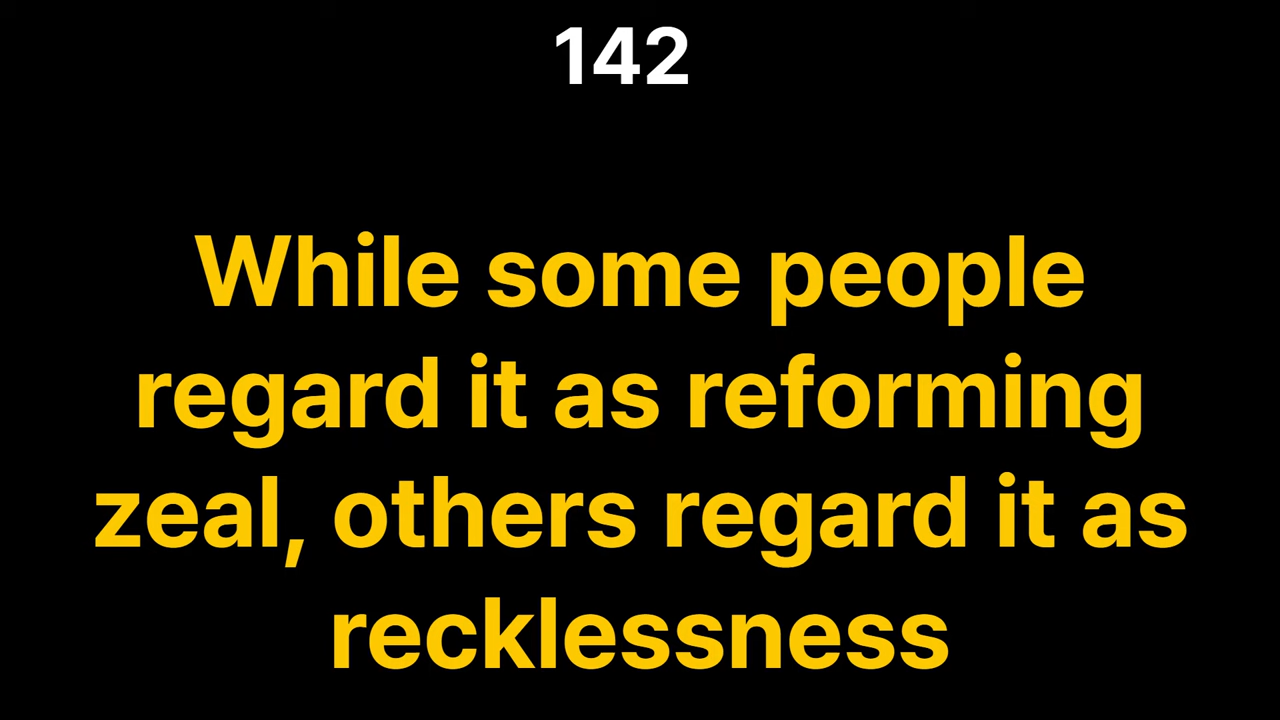 142
While some people
regard it as reforming
zeal, others regard it as
recklessness